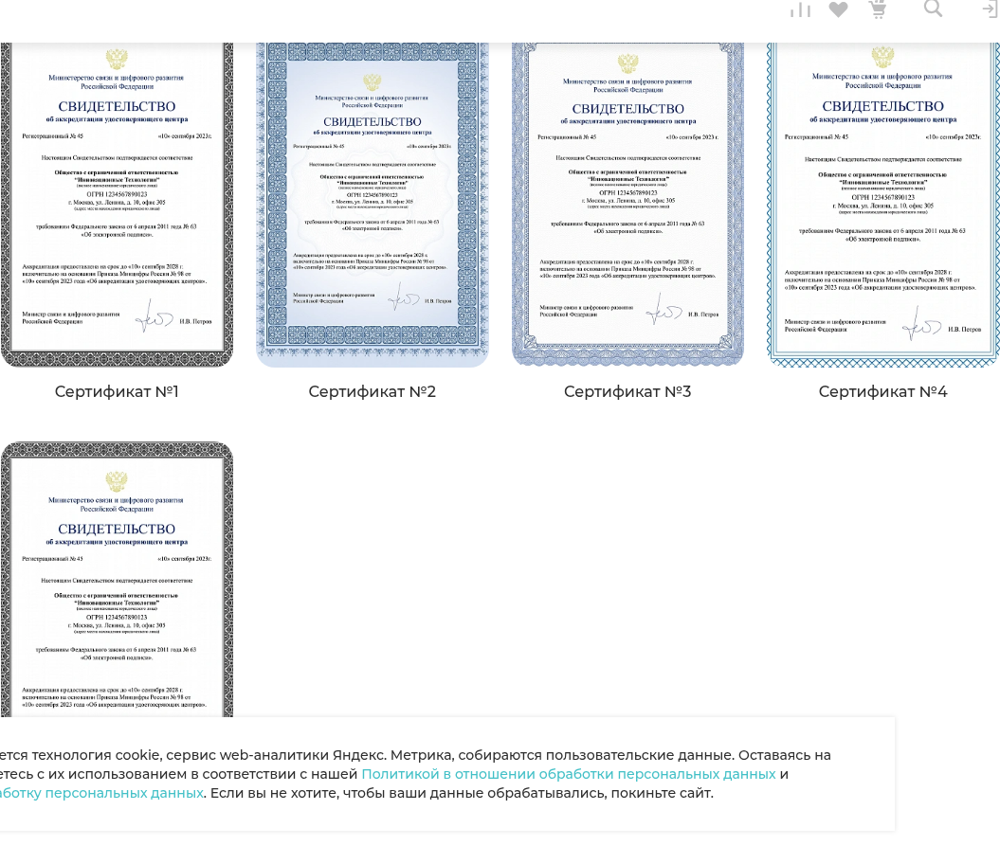 Министерство связи и цифрового развития
Российской Федерации
СВИДЕТЕЛЬСТВО
об аккредитации удостоверяющего центра
Регистрационный № 45
«10» сентября 2023г.
Настоящим Свидетельством подтверждается соответствие
Общество с ограниченной ответственностью
“Инновационные Технологии”
(полное наименование юридического лица)
ОГРН 1234567890123
г. Москва, ул. Ленина, д. 10, офис 305
(адрес места нахождения юридического лица)
требованиям Федерального закона от 6 апреля 2011 года № 63
«Об электронной подписи».
Аккредитация предоставлена на срок до «10» сентября 2028 г.
включительно на основании Приказа Минцифры России № 98 от
«10» сентября 2023 года «Об аккредитации удостоверяющих центров».
Министр связи и цифрового развития
Российской Федерации
И.В. Петров
Министерство связи и цифрового развития
Российской Федерации
СВИДЕТЕЛЬСТВО
об аккредитации удостоверяющего центра
Регистрационный № 45
«10» сентября 2023г.
Настоящим Свидетельством подтверждается соответствие
Общество с ограниченной ответственностью
“Инновационные Технологии”
(полное наименование юридического лица)
ОГРН 1234567890123
г. Москва, ул. Ленина, д. 10, офис 305
(адрес места нахождения юридического лица)
требованиям Федерального закона от 6 апреля 2011 года № 63
«Об электронной подписи».
Аккредитация предоставлена на срок до «10» сентября 2028 г.
включительно на основании Приказа Минцифры России № 98 от
«10» сентября 2023 года «Об аккредитации удостоверяющих центров».
Министр связи и цифрового развития
Российской Федерации
И.В. Петров
Министерство связи и цифрового развития
Российской Федерации
СВИДЕТЕЛЬСТВО
об аккредитации удостоверяющего центра
Регистрационный № 45
«10» сентября 2023 г.
Настоящим Свидетельством подтверждается соответствие
Общество с ограниченной ответственностью
“Инновационные Технологии”
(полное наименование юридического лица)
ОГРН 1234567890123
г. Москва, ул. Ленина, д. 10, офис 305
(адрес места нахождения юридического лица)
требованиям Федерального закона от 6 апреля 2011 года № 63
«Об электронной подписи».
Аккредитация предоставлена на срок до «10» сентября 2028 г.
включительно на основании Приказа Минцифры России № 98 от
«10» сентября 2023 года «Об аккредитации удостоверяющих центров».
Министр связи и цифрового развития
Российской Федерации
И.В. Петров
Министерство связи и цифрового развития
Российской Федерации
СВИДЕТЕЛЬСТВО
об аккредитации удостоверяющего центра
Регистрационный № 45
«10» сентября 2023г.
Настоящим Свидетельством подтверждается соответствие
Общество с ограниченной ответственностью
“Инновационные Технологии”
(полное наименование юридического лица)
ОГРН 1234567890123
г. Москва, ул. Ленина, д. 10, офис 305
(адрес места нахождения юридического лица)
требованиям Федерального закона от 6 апреля 2011 года № 63
«Об электронной подписи».
Аккредитация предоставлена на срок до «10» сентября 2028 г.
включительно на основании Приказа Минцифры России № 98 от
«10» сентября 2023 года «Об аккредитации удостоверяющих центров».
Министр связи и цифрового развития
Российской Федерации
И.В. Петров
Сертификат №1
Сертификат №2
Сертификат №3
Сертификат №4
Министерство связи и цифрового развития
Российской Федерации
СВИДЕТЕЛЬСТВО
об аккредитации удостоверяющего центра
Регистрационный № 45
«10» сентября 2023г.
Настоящим Свидетельством подтверждается соответствие
Общество с ограниченной ответственностью
“Инновационные Технологии”
(полное наименование юридического лица)
ОГРН 1234567890123
г. Москва, ул. Ленина, д. 10, офис 305
(адрес места нахождения юридического лица)
требованиям Федерального закона от 6 апреля 2011 года № 63
«Об электронной подписи».
Аккредитация предоставлена на срок до «10» сентября 2028 г.
включительно на основании Приказа Минцифры России № 98 от
«10» сентября 2023 года «Об аккредитации удостоверяющих центров».
ется технология cookie, сервис web-аналитики Яндекс. Метрика, собираются пользовательские данные. Оставаясь на
етесь с их использованием в соответствии с нашей Политикой в отношении обработки персональных данных и
аботку персональных данных. Если вы не хотите, чтобы ваши данные обрабатывались, покиньте сайт.